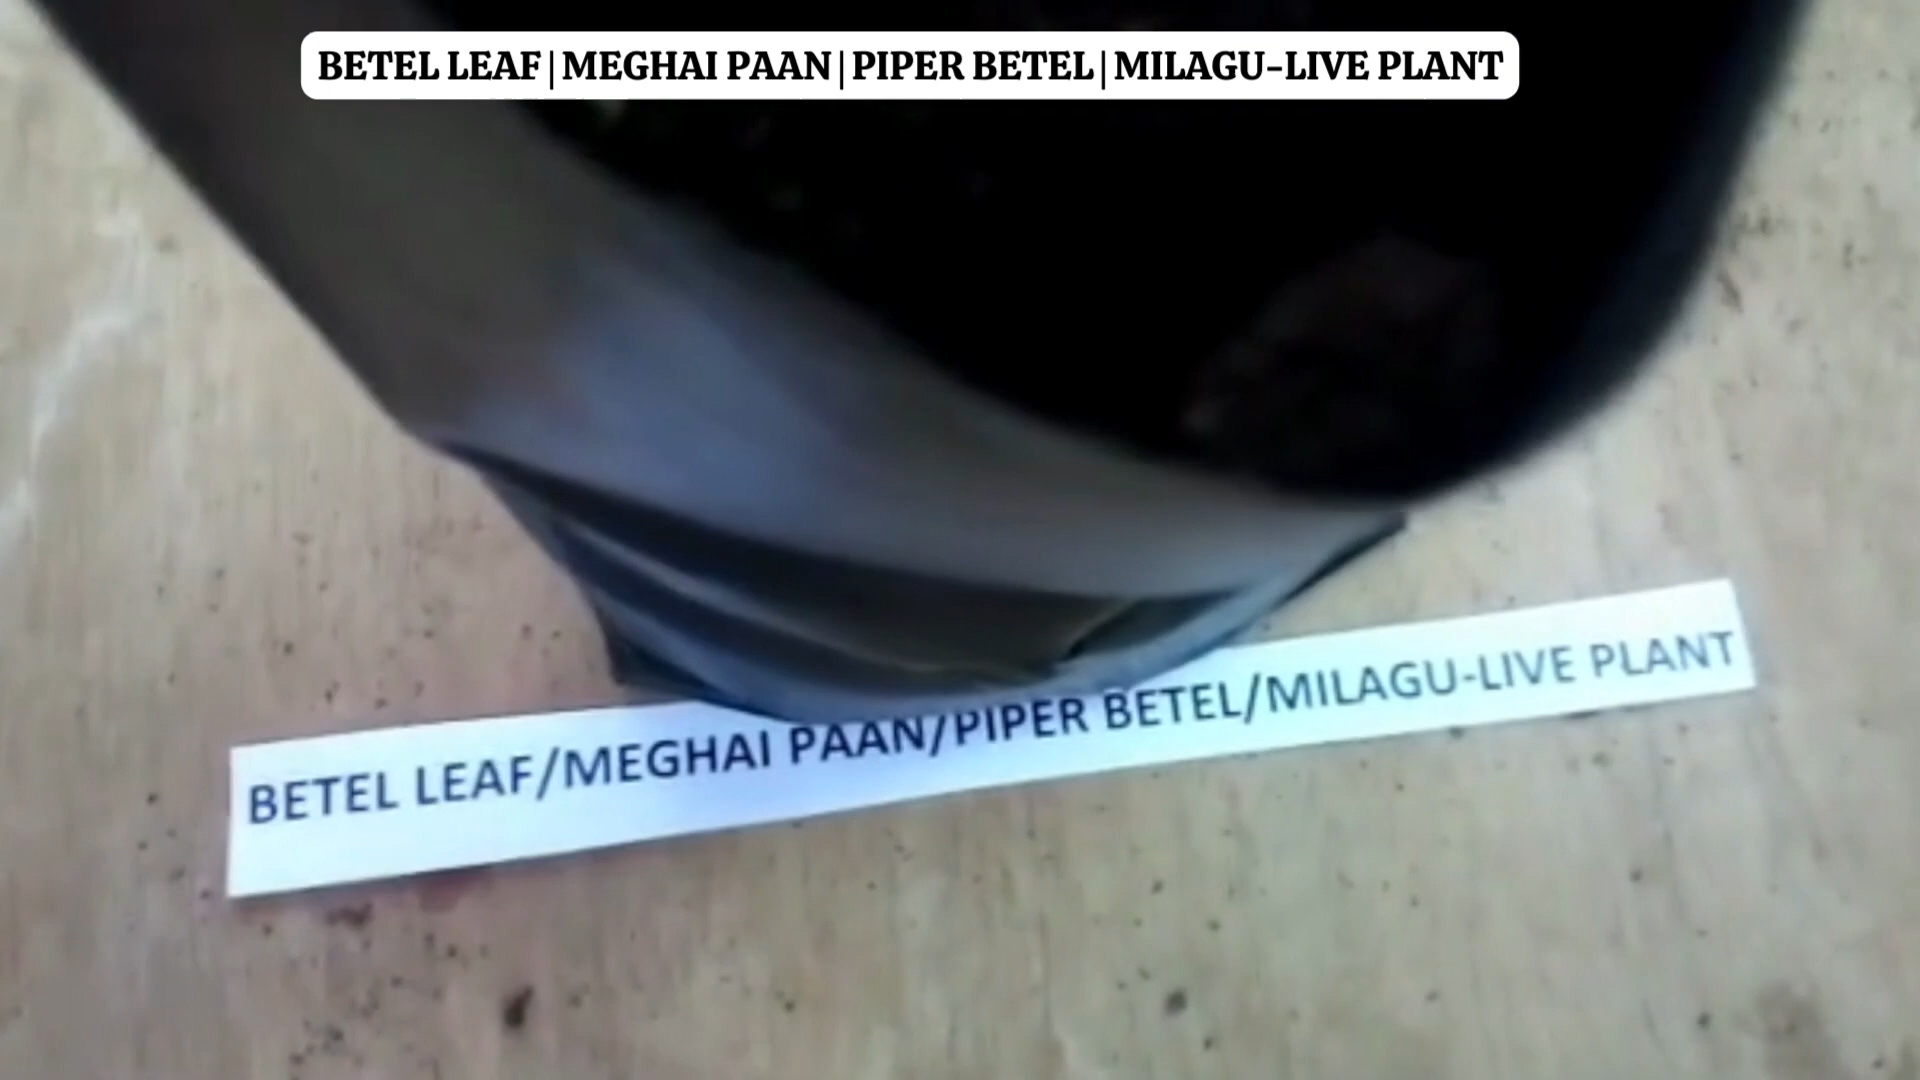 BETEL LEAF|MEGHAI PAAN|PIPER BETEL|MILAGU-LIVE PLANT
BETEL LEAF/MEGHAI PAAN/PIPER BETEL/MILAGU-LIVE PLANT